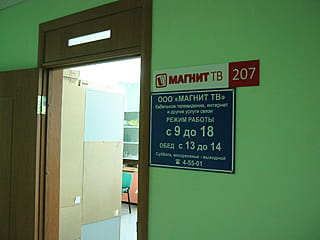 МАГНИТ ТВ 207
ООО «МАГНИТ ТВ»
Кабельное телевидение, интернет
и другие услуги связи
РЕЖИМ РАБОТЫ
с 9 до 18
ОБЕД с 13 до 14
Суббота, воскресенье - выходной
☎ 4-55-01